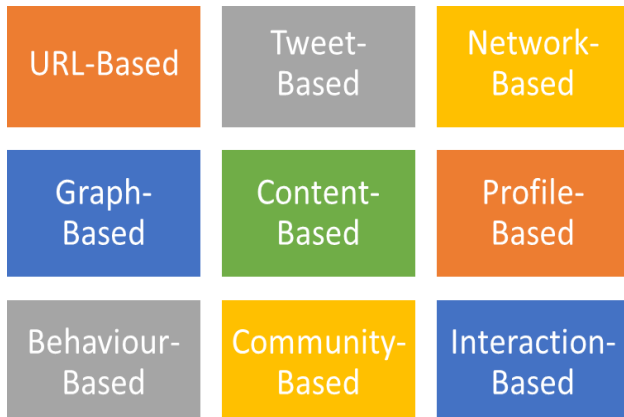 URL-Based
Tweet-
Based
Network-
Based
Graph-
Based
Content-
Based
Profile-
Based
Behaviour-
Based
Community-
Based
Interaction-
Based